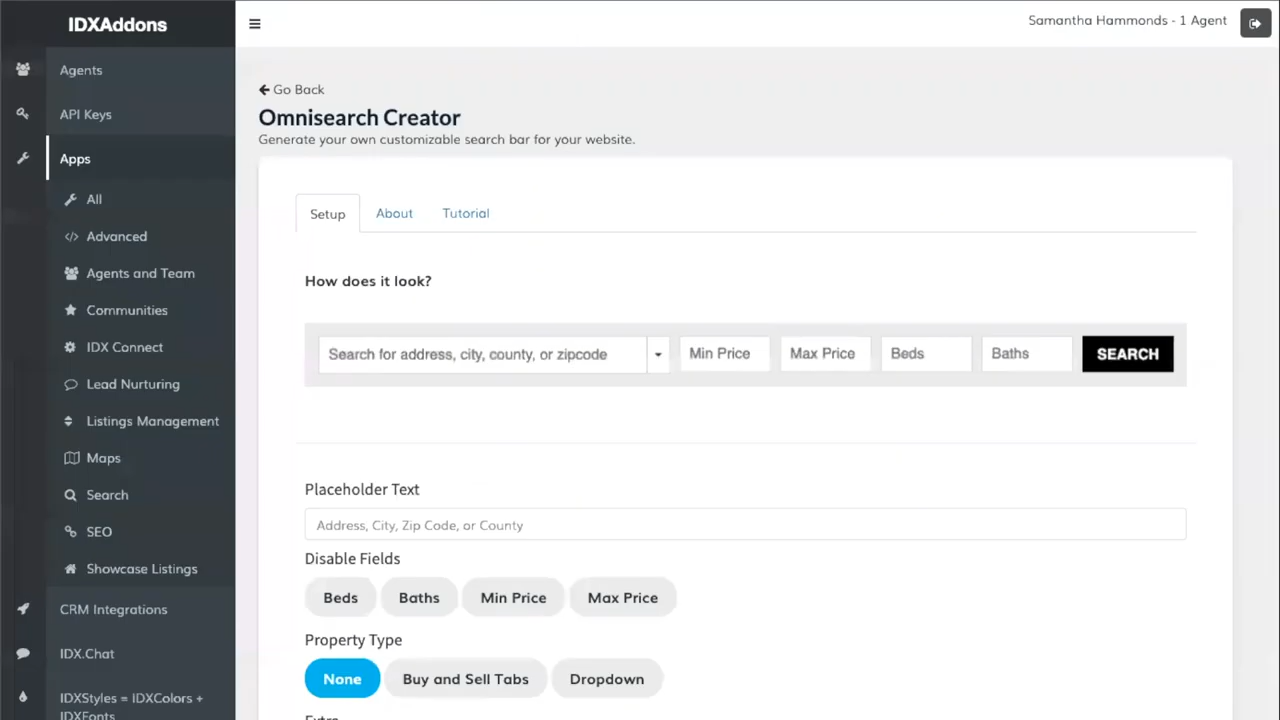 IDXAddons
Samantha Hammonds - 1 Agent
Agents
API Keys
Apps
All
Advanced
Agents and Team
Communities
IDX Connect
Lead Nurturing
Listings Management
Maps
Search
SEO
Showcase Listings
CRM Integrations
IDX.Chat
IDXStyles = IDXColors +
IDXFonts
Go Back
Omnisearch Creator
Generate your own customizable search bar for your website.
Setup About Tutorial
How does it look?
Search for address, city, county, or zipcode Min Price Max Price Beds Baths SEARCH
Placeholder Text
Address, City, Zip Code, or County
Disable Fields
Beds Baths Min Price Max Price
Property Type
None Buy and Sell Tabs Dropdown
Extra